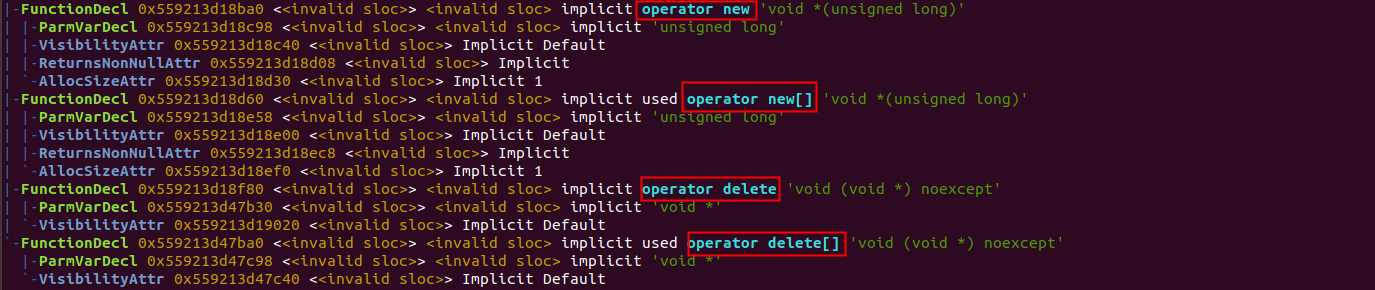 |-FunctionDecl 0x559213d18ba0 <<invalid sloc>> <invalid sloc> implicit operator new 'void *(unsigned long)'
| |-ParmVarDecl 0x559213d18c98 <<invalid sloc>> <invalid sloc> implicit 'unsigned long'
| |-VisibilityAttr 0x559213d18c40 <<invalid sloc>> Implicit Default
| |-ReturnsNonNullAttr 0x559213d18d08 <<invalid sloc>> Implicit
| `-AllocSizeAttr 0x559213d18d30 <<invalid sloc>> Implicit 1
|-FunctionDecl 0x559213d18d60 <<invalid sloc>> <invalid sloc> implicit used operator new[] 'void *(unsigned long)'
| |-ParmVarDecl 0x559213d18e58 <<invalid sloc>> <invalid sloc> implicit 'unsigned long'
| |-VisibilityAttr 0x559213d18e00 <<invalid sloc>> Implicit Default
| |-ReturnsNonNullAttr 0x559213d18ec8 <<invalid sloc>> Implicit
| `-AllocSizeAttr 0x559213d18ef0 <<invalid sloc>> Implicit 1
|-FunctionDecl 0x559213d18f80 <<invalid sloc>> <invalid sloc> implicit operator delete 'void (void *) noexcept'
| |-ParmVarDecl 0x559213d47b30 <<invalid sloc>> <invalid sloc> implicit 'void *'
| `-VisibilityAttr 0x559213d19020 <<invalid sloc>> Implicit Default
`-FunctionDecl 0x559213d47ba0 <<invalid sloc>> <invalid sloc> implicit used operator delete[] 'void (void *) noexcept'
  |-ParmVarDecl 0x559213d47c98 <<invalid sloc>> <invalid sloc> implicit 'void *'
  `-VisibilityAttr 0x559213d47c40 <<invalid sloc>> Implicit Default